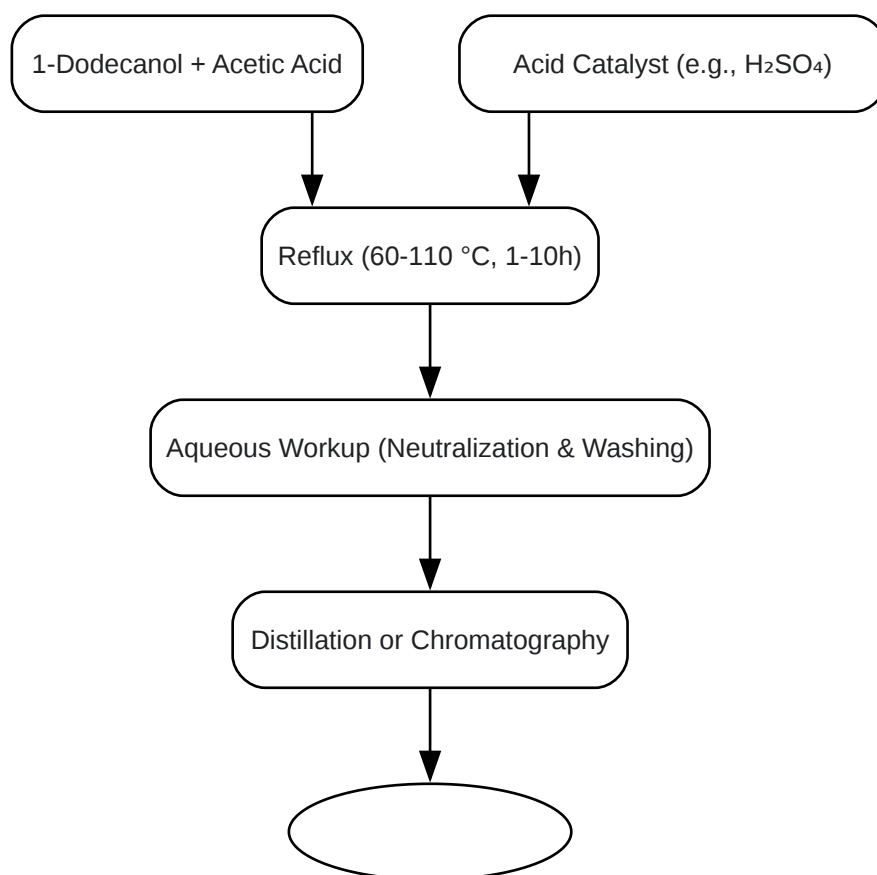 1-Dodecanol + Acetic Acid
Acid Catalyst (e.g., H₂SO₄)
Reflux (60-110 °C, 1-10h)
Aqueous Workup (Neutralization & Washing)
Distillation or Chromatography